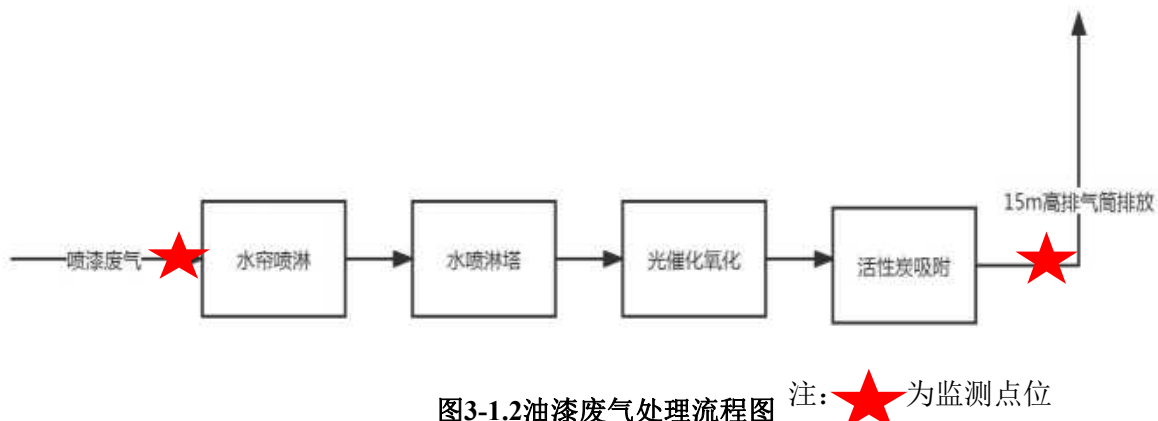 15m高排气筒排放
喷漆废气
水帘喷淋
水喷淋塔
光催化氧化
活性炭吸附
图3-1.2油漆废气处理流程图
注：
为监测点位